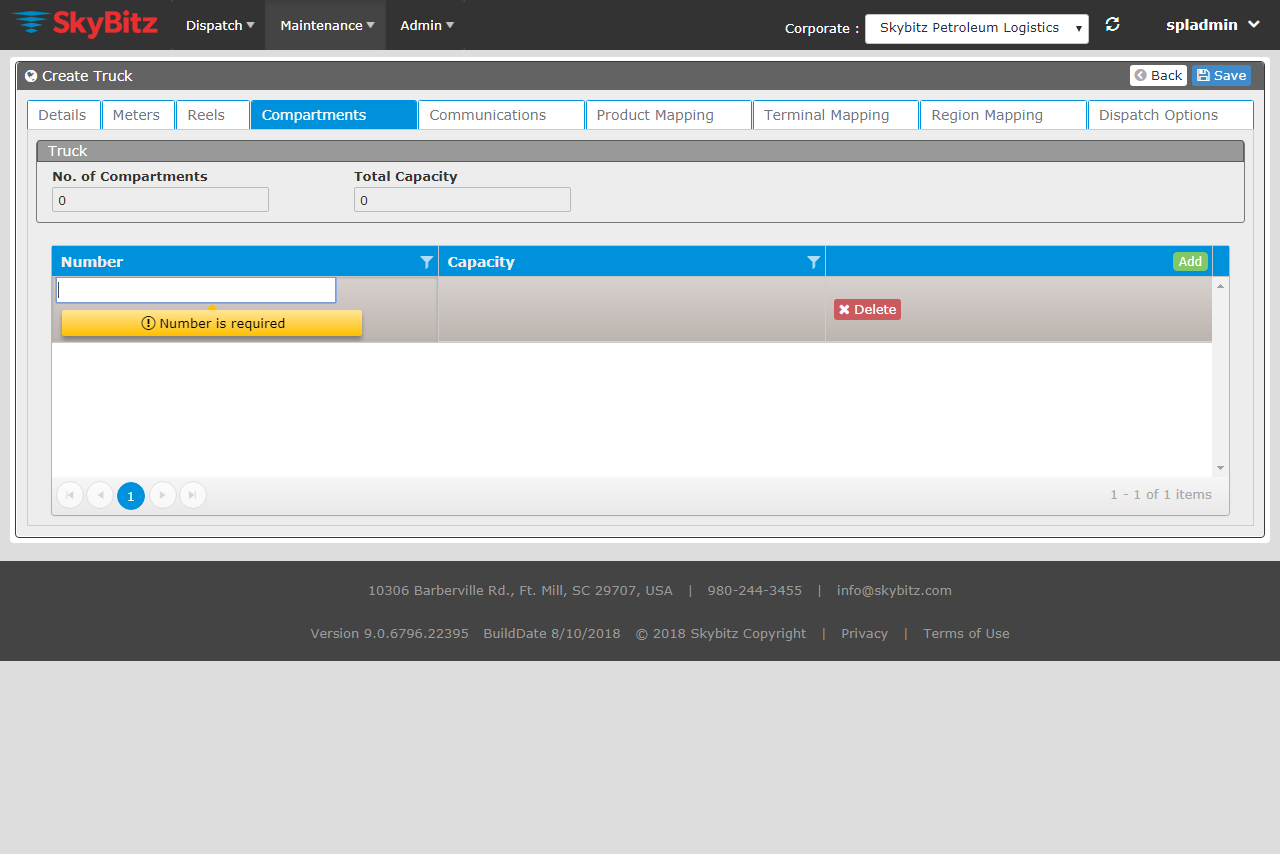 SkyBitz Dispatch Maintenance Admin Corporate : Skybitz Petroleum Logistics spladmin
Create Truck Back Save
Details Meters Reels Compartments Communications Product Mapping Terminal Mapping Region Mapping Dispatch Options
Truck
No. of Compartments Total Capacity
0 0
Number Capacity Add
Number is required Delete
1 1 - 1 of 1 items
10306 Barberville Rd., Ft. Mill, SC 29707, USA | 980-244-3455 | info@skybitz.com
Version 9.0.6796.22395 BuildDate 8/10/2018 © 2018 Skybitz Copyright | Privacy | Terms of Use